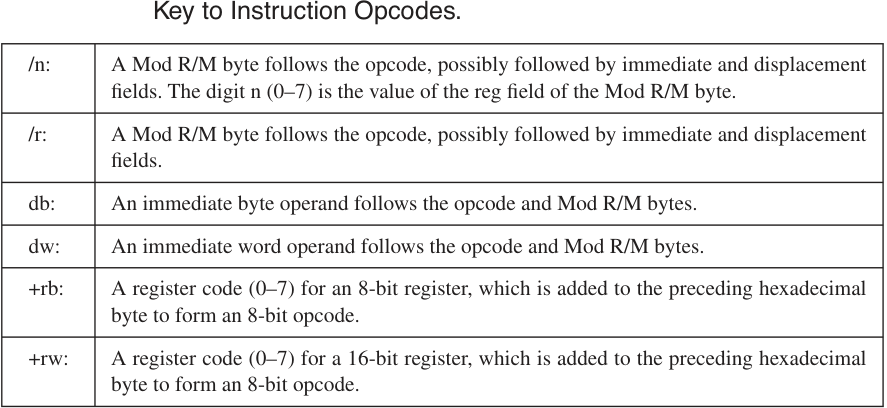 Key to Instruction Opcodes.
/n: A Mod R/M byte follows the opcode, possibly followed by immediate and displacement
fields. The digit n (0–7) is the value of the reg field of the Mod R/M byte.
/r: A Mod R/M byte follows the opcode, possibly followed by immediate and displacement
fields.
db: An immediate byte operand follows the opcode and Mod R/M bytes.
dw: An immediate word operand follows the opcode and Mod R/M bytes.
+rb: A register code (0–7) for an 8-bit register, which is added to the preceding hexadecimal
byte to form an 8-bit opcode.
+rw: A register code (0–7) for a 16-bit register, which is added to the preceding hexadecimal
byte to form an 8-bit opcode.